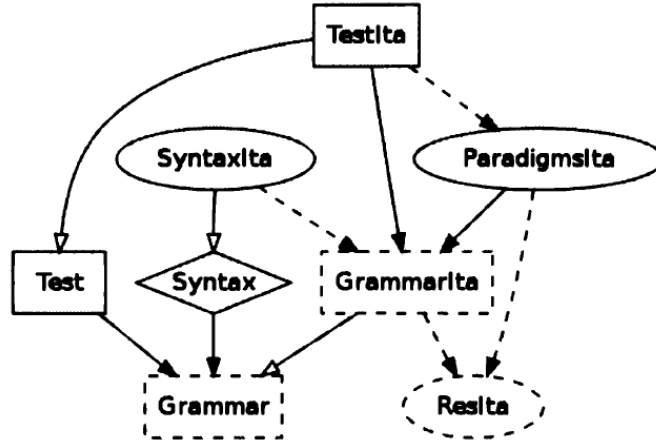 TestIta
SyntaxIta
ParadigmsIta
Test
Syntax
GrammarIta
Grammar
ResIta